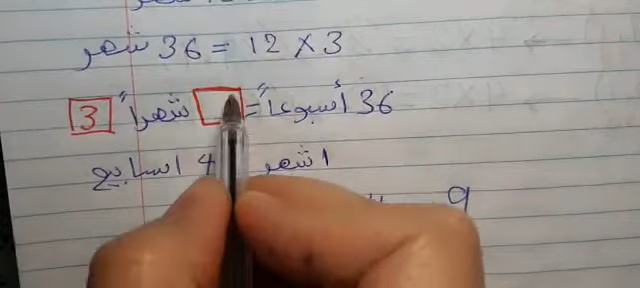 3 × 12 = 36 شهر
36 أسبوعاً = شهراً 3
1 شهر 4 اسابيع
9